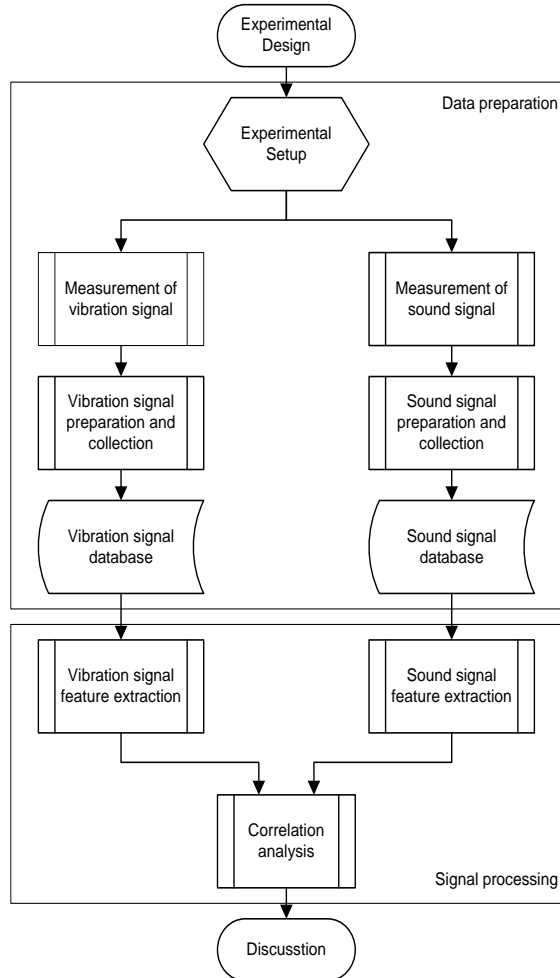 Experimental
Design
Data preparation
Experimental
Setup
Measurement of
vibration signal
Measurement of
sound signal
Vibration signal
preparation and
collection
Sound signal
preparation and
collection
Vibration signal
database
Sound signal
database
Vibration signal
feature extraction
Sound signal
feature extraction
Correlation
analysis
Signal processing
Discusstion